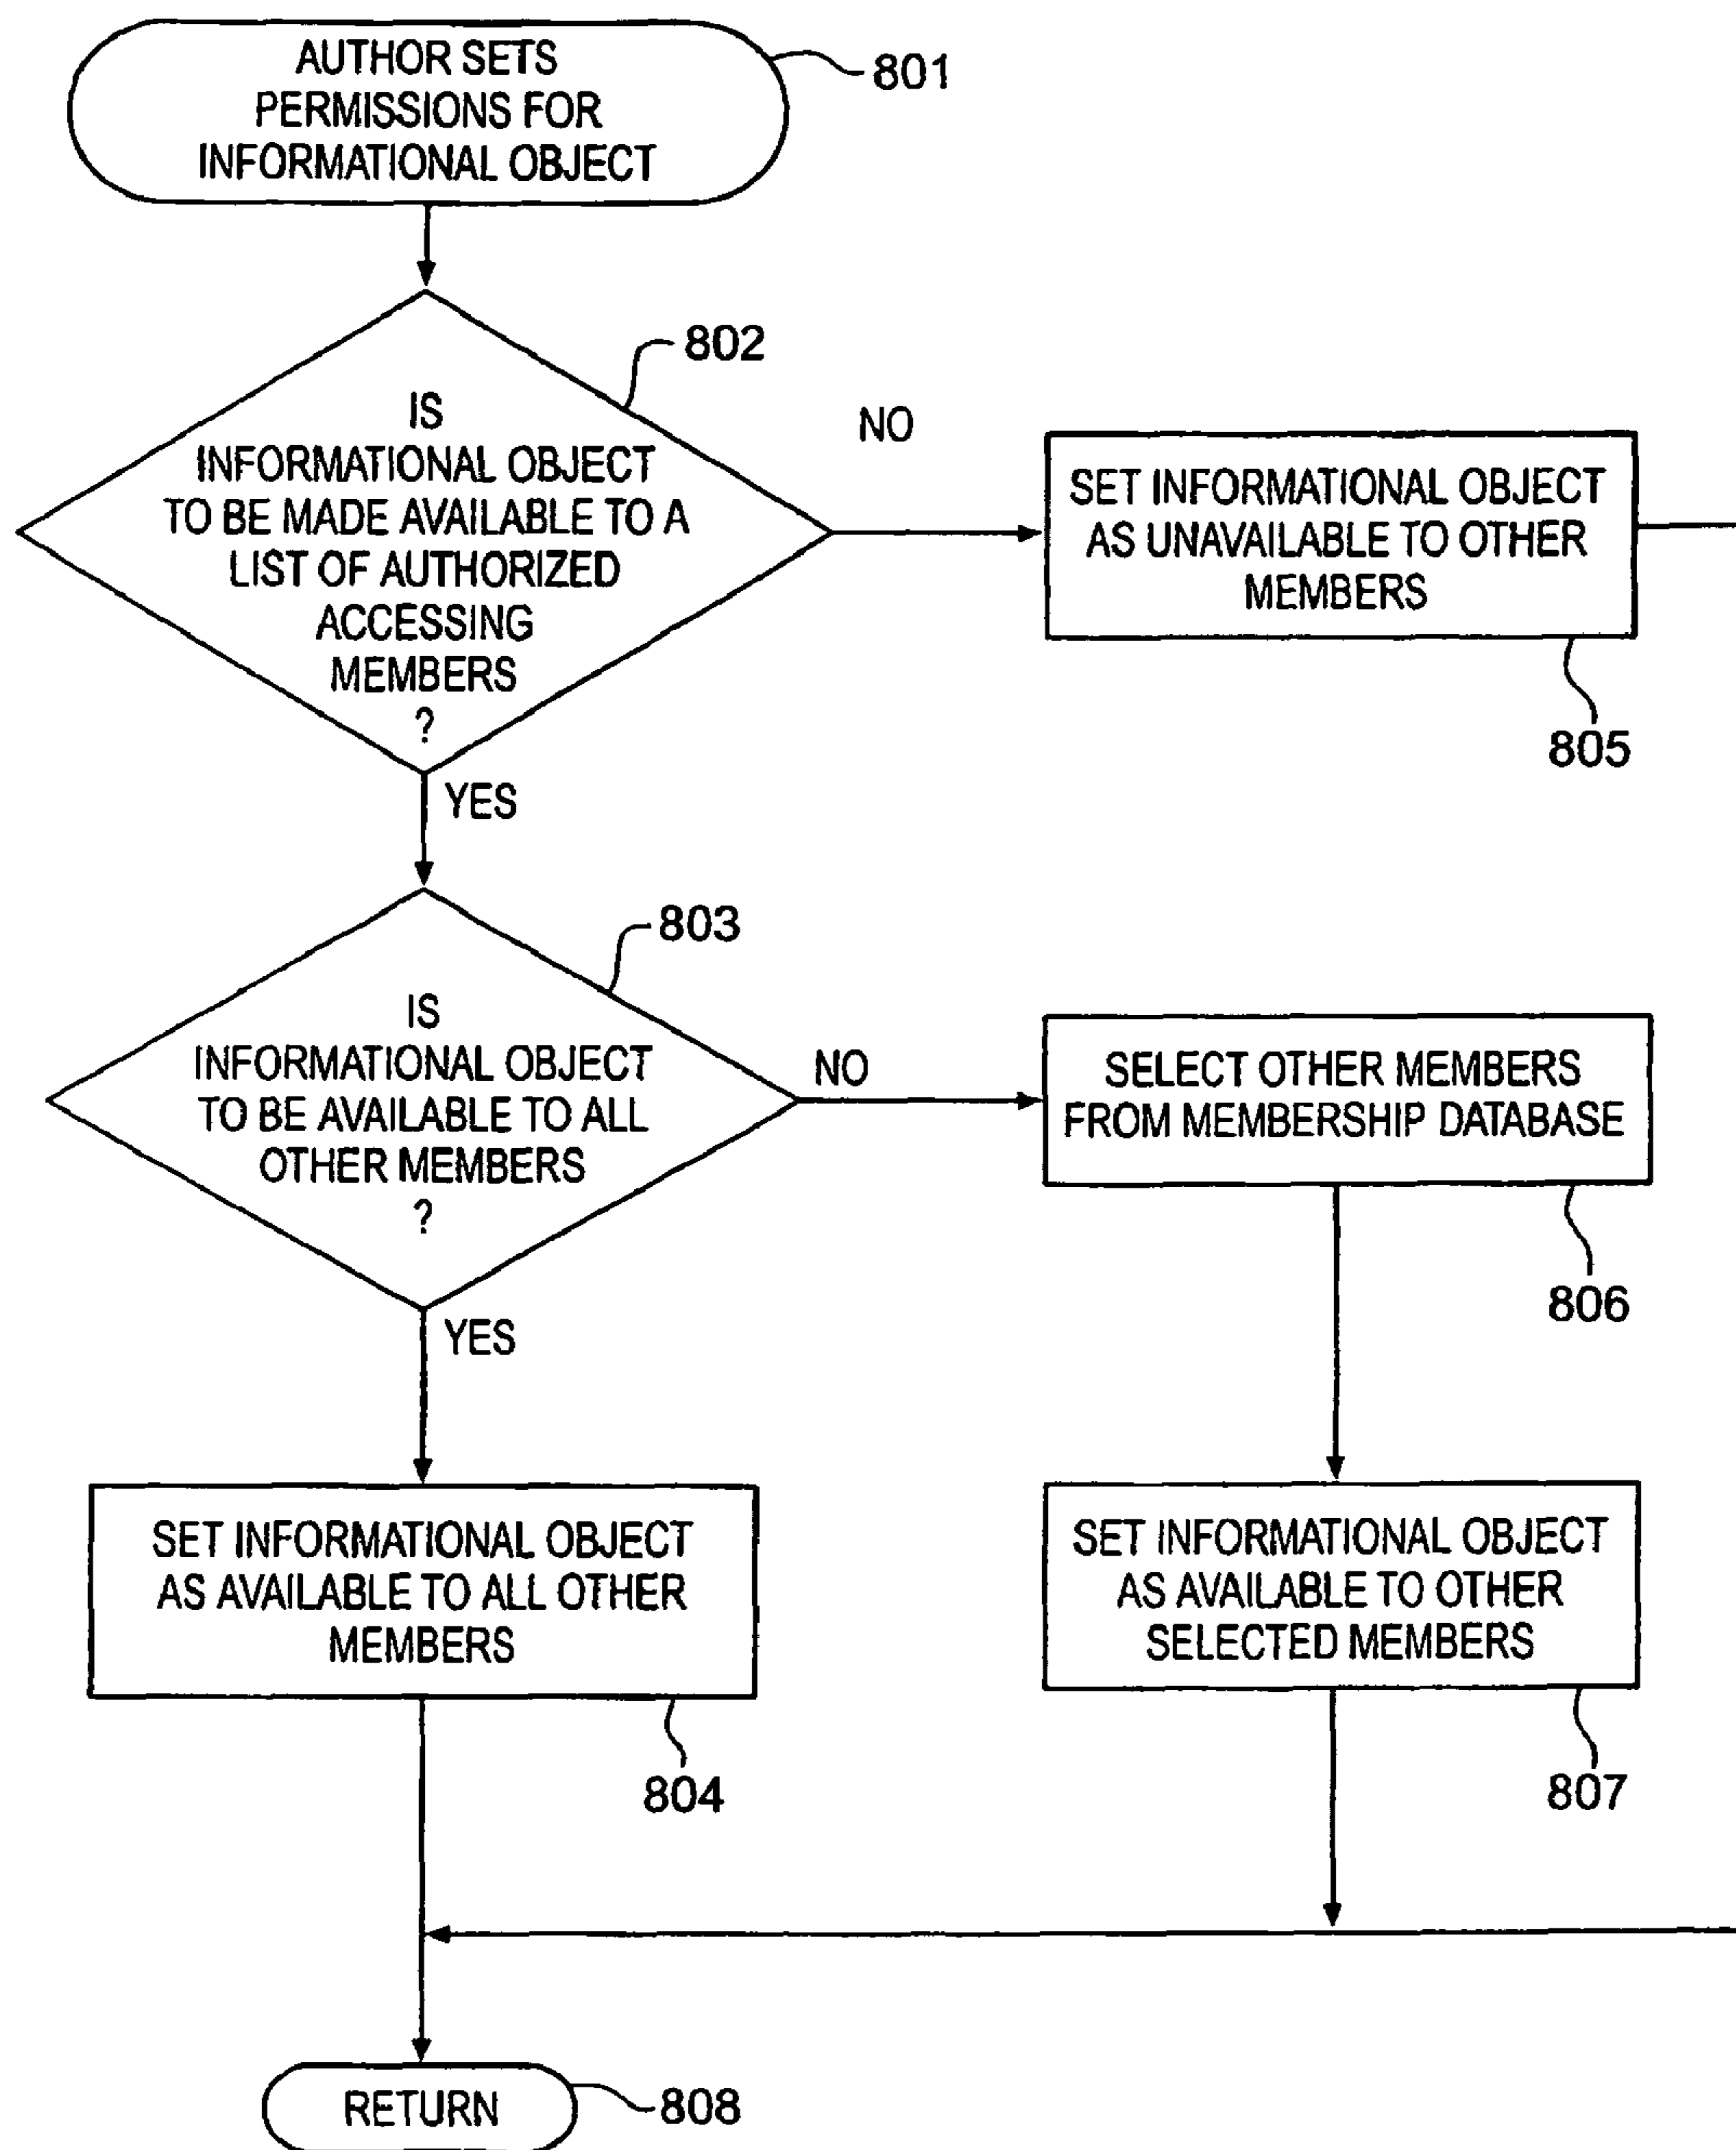 AUTHOR SETS
PERMISSIONS FOR
INFORMATIONAL OBJECT
801
802
IS
INFORMATIONAL OBJECT
TO BE MADE AVAILABLE TO A
LIST OF AUTHORIZED
ACCESSING
MEMBERS
?
NO
SET INFORMATIONAL OBJECT
AS UNAVAILABLE TO OTHER
MEMBERS
805
YES
803
IS
INFORMATIONAL OBJECT
TO BE AVAILABLE TO ALL
OTHER MEMBERS
?
NO
SELECT OTHER MEMBERS
FROM MEMBERSHIP DATABASE
806
YES
SET INFORMATIONAL OBJECT
AS AVAILABLE TO ALL OTHER
MEMBERS
804
SET INFORMATIONAL OBJECT
AS AVAILABLE TO OTHER
SELECTED MEMBERS
807
RETURN
808